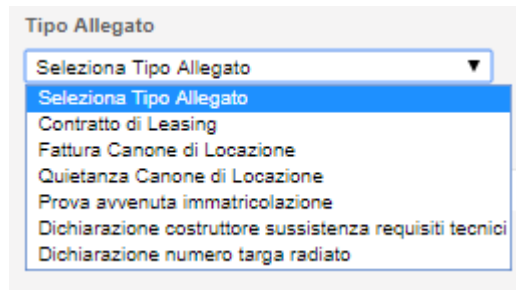 Tipo Allegato
Seleziona Tipo Allegato
Seleziona Tipo Allegato
Contratto di Leasing
Fattura Canone di Locazione
Quietanza Canone di Locazione
Prova avvenuta immatricolazione
Dichiarazione costruttore sussistenza requisiti tecnici
Dichiarazione numero targa radiato